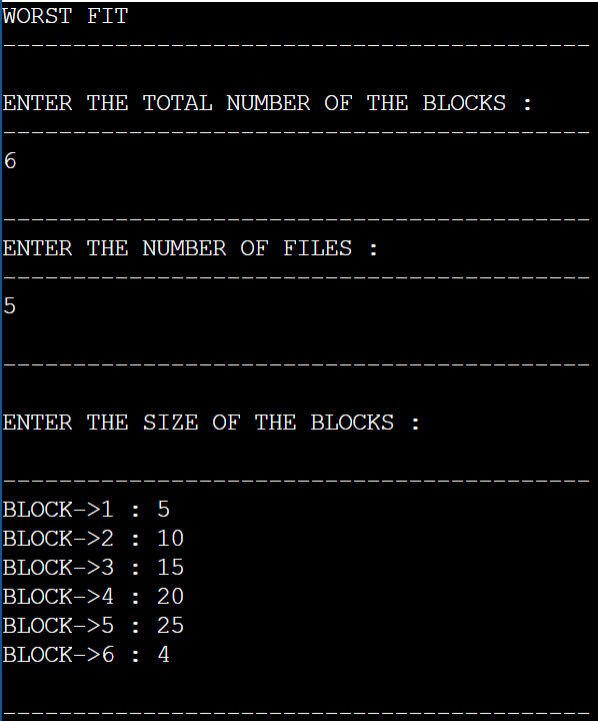 WORST FIT
------------------------------------------
ENTER THE TOTAL NUMBER OF THE BLOCKS :
------------------------------------------
6
------------------------------------------
ENTER THE NUMBER OF FILES :
------------------------------------------
5
------------------------------------------
ENTER THE SIZE OF THE BLOCKS :
------------------------------------------
BLOCK->1 : 5
BLOCK->2 : 10
BLOCK->3 : 15
BLOCK->4 : 20
BLOCK->5 : 25
BLOCK->6 : 4
------------------------------------------